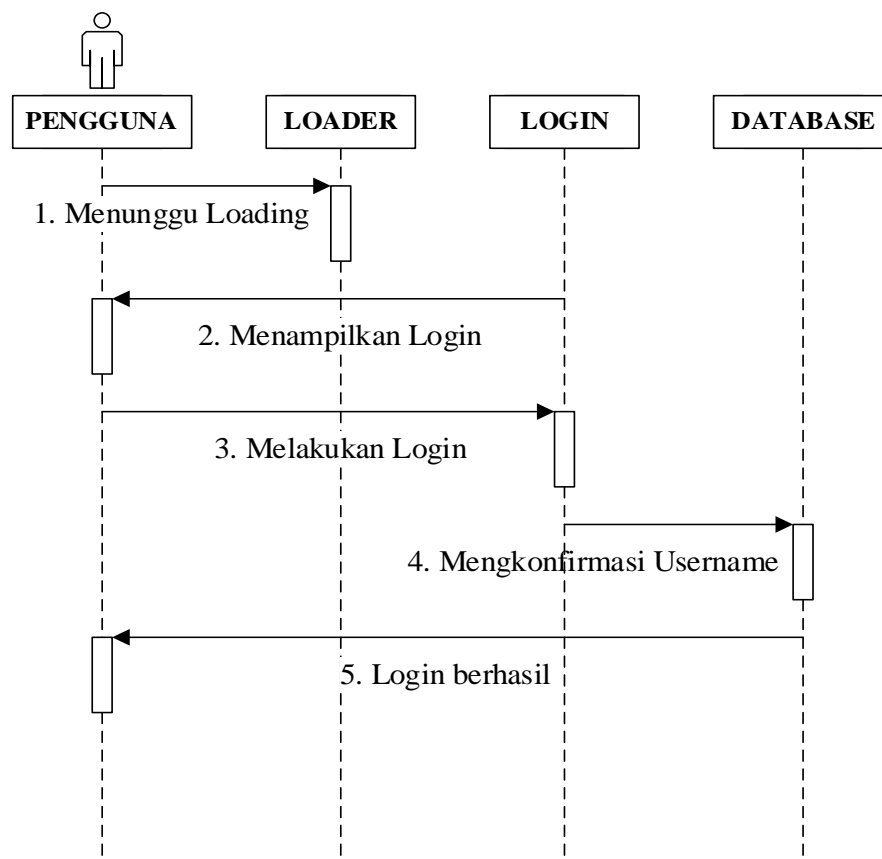 PENGGUNA
LOADER
LOGIN
DATABASE
1. Menunggu Loading
2. Menampilkan Login
3. Melakukan Login
4. Mengkonfirmasi Username
5. Login berhasil